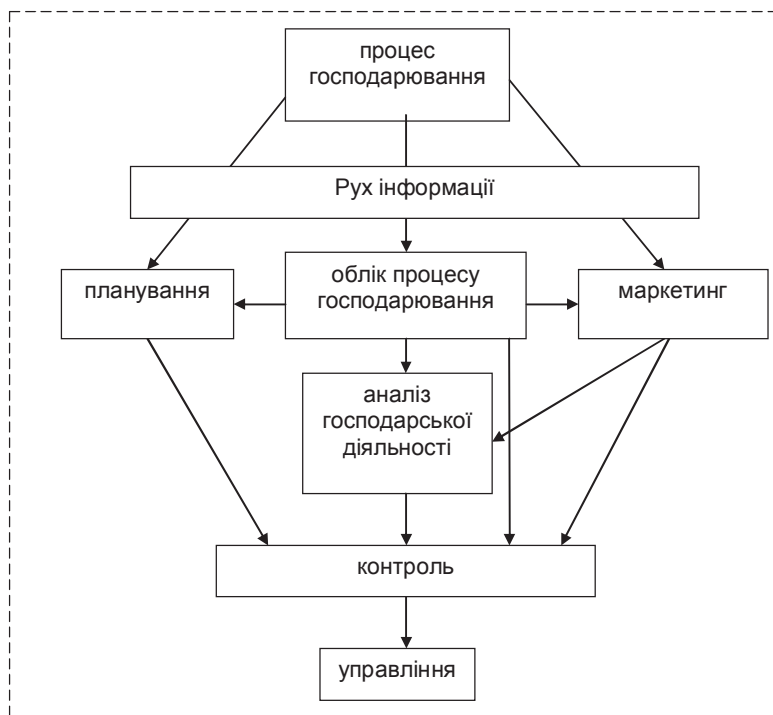 процес
господарювання
Рух інформації
планування
облік процесу
господарювання
маркетинг
аналіз
господарської
діяльності
контроль
управління